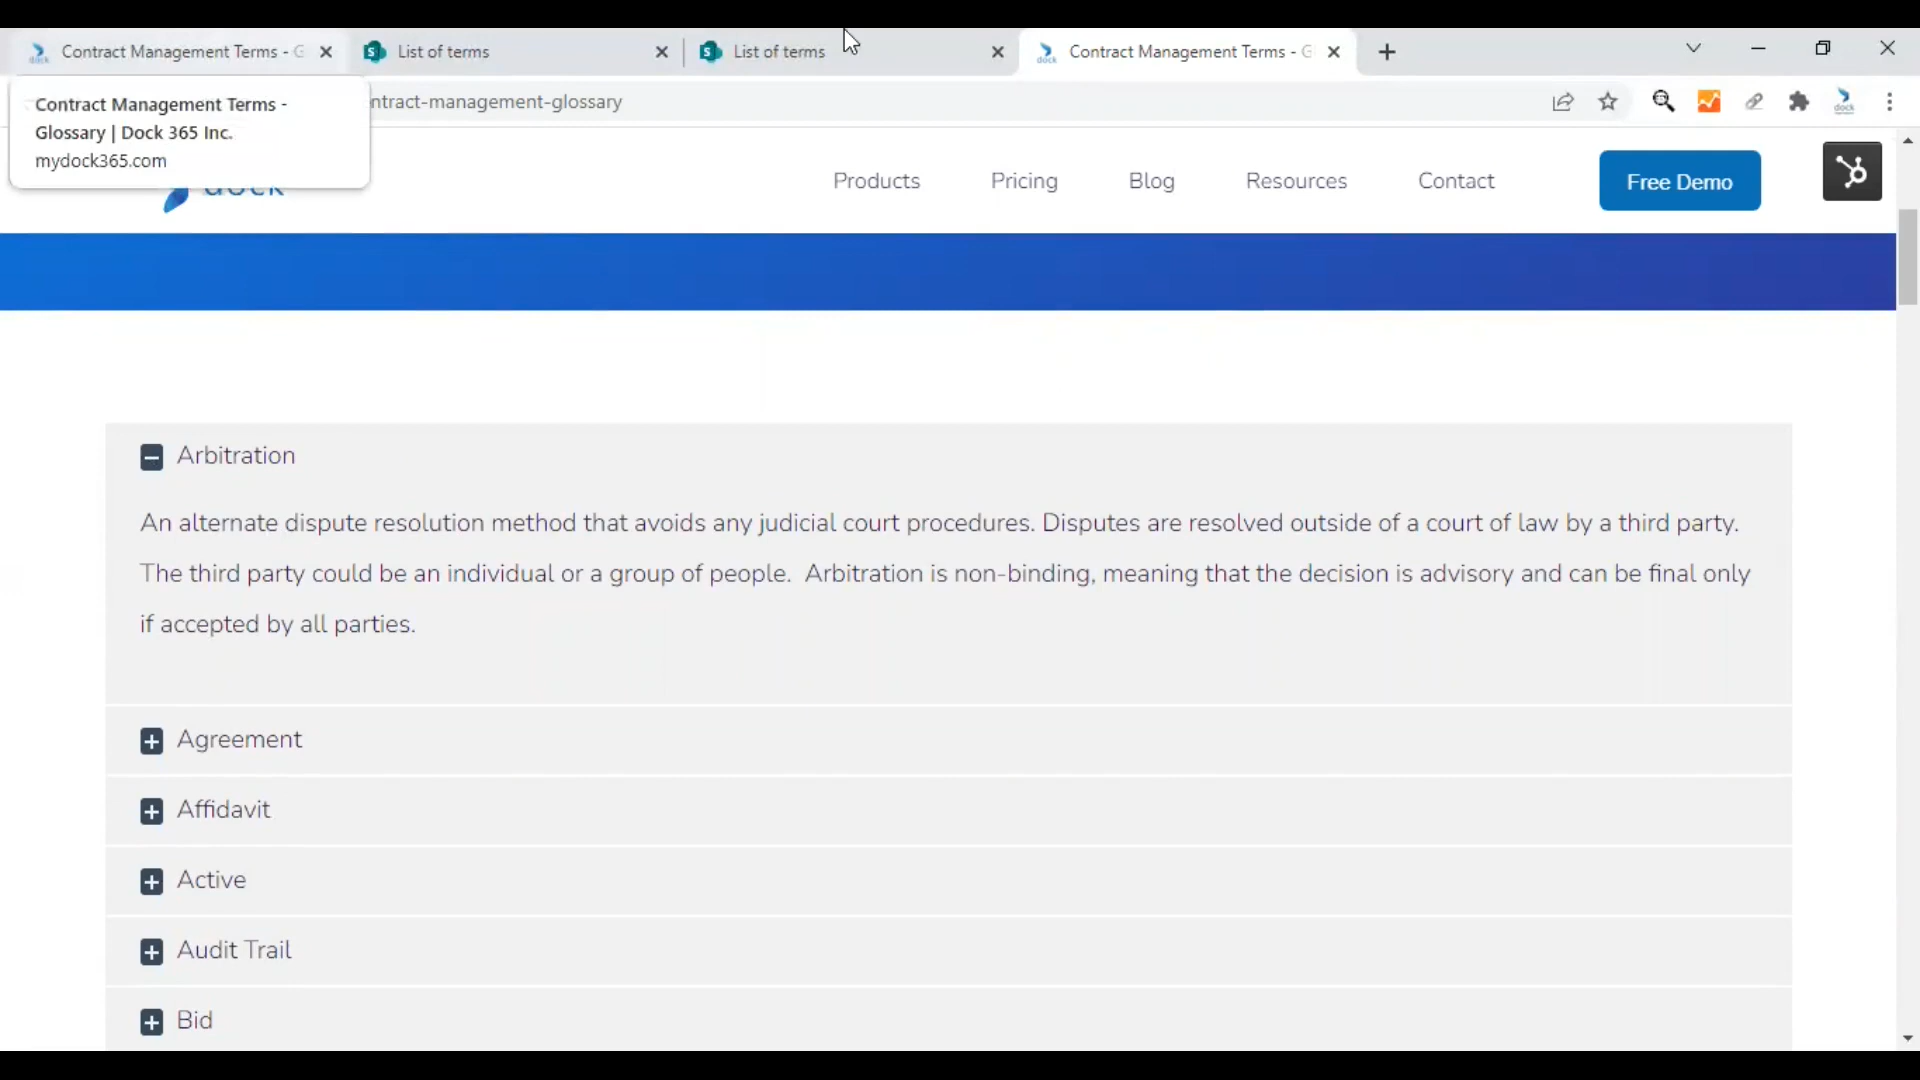 Contract Management Terms - G
List of terms
List of terms
Contract Management Terms - G
Contract Management Terms -
Glossary | Dock 365 Inc.
mydock365.com
ntract-management-glossary
dock
dock
Products
Pricing
Blog
Resources
Contact
Free Demo
Arbitration
An alternate dispute resolution method that avoids any judicial court procedures. Disputes are resolved outside of a court of law by a third party.
The third party could be an individual or a group of people. Arbitration is non-binding, meaning that the decision is advisory and can be final only
if accepted by all parties.
Agreement
Affidavit
Active
Audit Trail
Bid